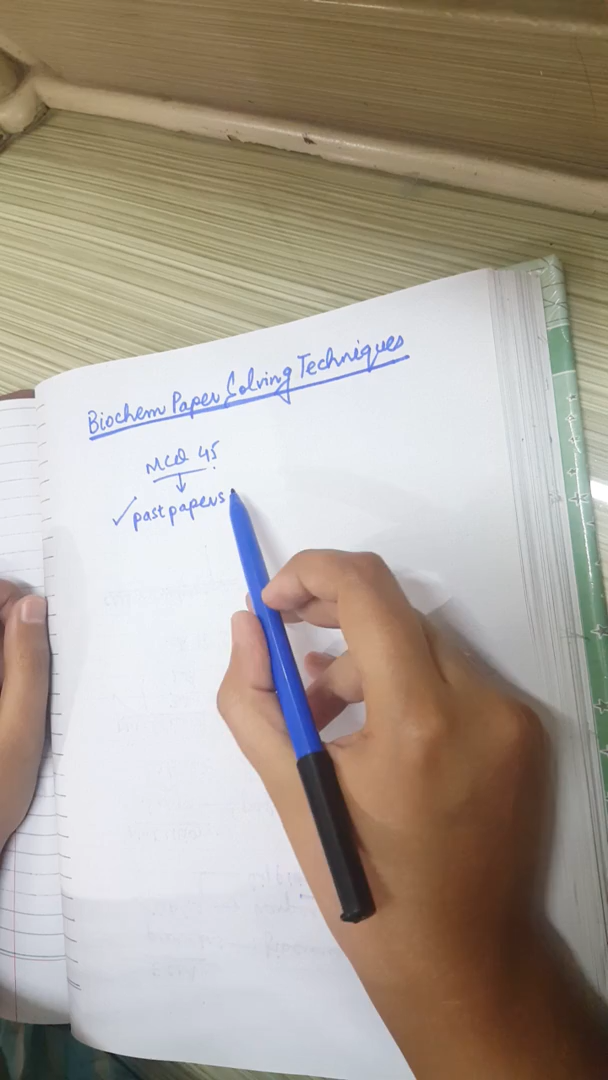 Biochem Paper Solving Techniques
MCQ 45
↓
✓ past papers